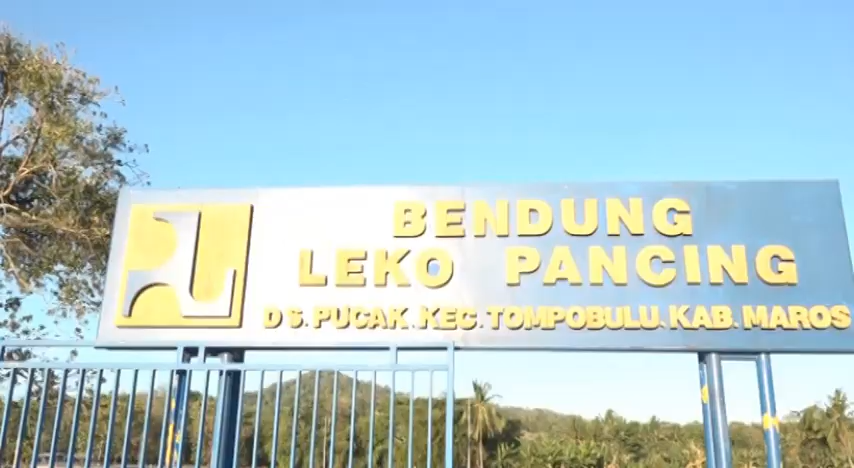 BENDUNG
LEKO PANCING
DS. PUCAK. KEC. TOMPOBULU. KAB. MAROS